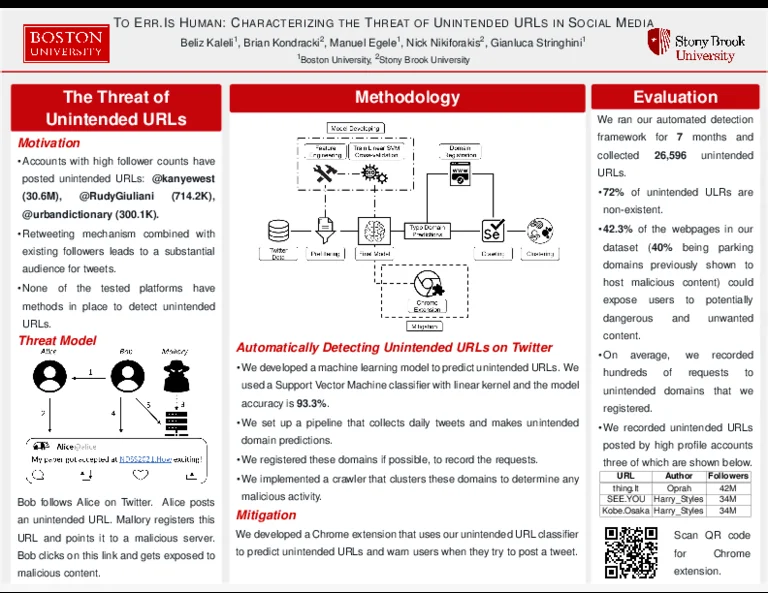 TO ERR.IS HUMAN: CHARACTERIZING THE THREAT OF UNINTENDED URLS IN SOCIAL MEDIA
Beliz Kaleli1, Brian Kondracki2, Manuel Egele1, Nick Nikiforakis2, Gianluca Stringhini1
1Boston University, 2Stony Brook University
BOSTON
UNIVERSITY
Stony Brook
University
The Threat of
Unintended URLs
Motivation
•Accounts with high follower counts have
posted unintended URLs: @kanyewest
(30.6M), @RudyGiuliani (714.2K),
@urbandictionary (300.1K).
•Retweeting mechanism combined with
existing followers leads to a substantial
audience for tweets.
•None of the tested platforms have
methods in place to detect unintended
URLs.
Threat Model
Alice Bob Mallory
1
2 4 5 3
Alice@alice
My paper got accepted at NDSS2021.How exciting!
Bob follows Alice on Twitter. Alice posts
an unintended URL. Mallory registers this
URL and points it to a malicious server.
Bob clicks on this link and gets exposed to
malicious content.
Methodology
Model Developing
Feature
Engineering
Train Linear SVM
Cross-validation
Domain
Registration
www
Typo Domain
Predictions
Se
Twitter
Data
Prefiltering
Final Model
Crawling
Clustering
Chrome
Extension
Mitigation
Automatically Detecting Unintended URLs on Twitter
•We developed a machine learning model to predict unintended URLs. We
used a Support Vector Machine classifier with linear kernel and the model
accuracy is 93.3%.
•We set up a pipeline that collects daily tweets and makes unintended
domain predictions.
•We registered these domains if possible, to record the requests.
•We implemented a crawler that clusters these domains to determine any
malicious activity.
Mitigation
We developed a Chrome extension that uses our unintended URL classifier
to predict unintended URLs and warn users when they try to post a tweet.
Evaluation
We ran our automated detection
framework for 7 months and
collected 26,596 unintended
URLs.
•72% of unintended ULRs are
non-existent.
•42.3% of the webpages in our
dataset (40% being parking
domains previously shown to
host malicious content) could
expose users to potentially
dangerous and unwanted
content.
•On average, we recorded
hundreds of requests to
unintended domains that we
registered.
•We recorded unintended URLs
posted by high profile accounts
three of which are shown below.
URL Author Followers
thing.It Oprah 42M
SEE.YOU Harry_Styles 34M
Kobe.Osaka Harry_Styles 34M
Scan QR code
for Chrome
extension.